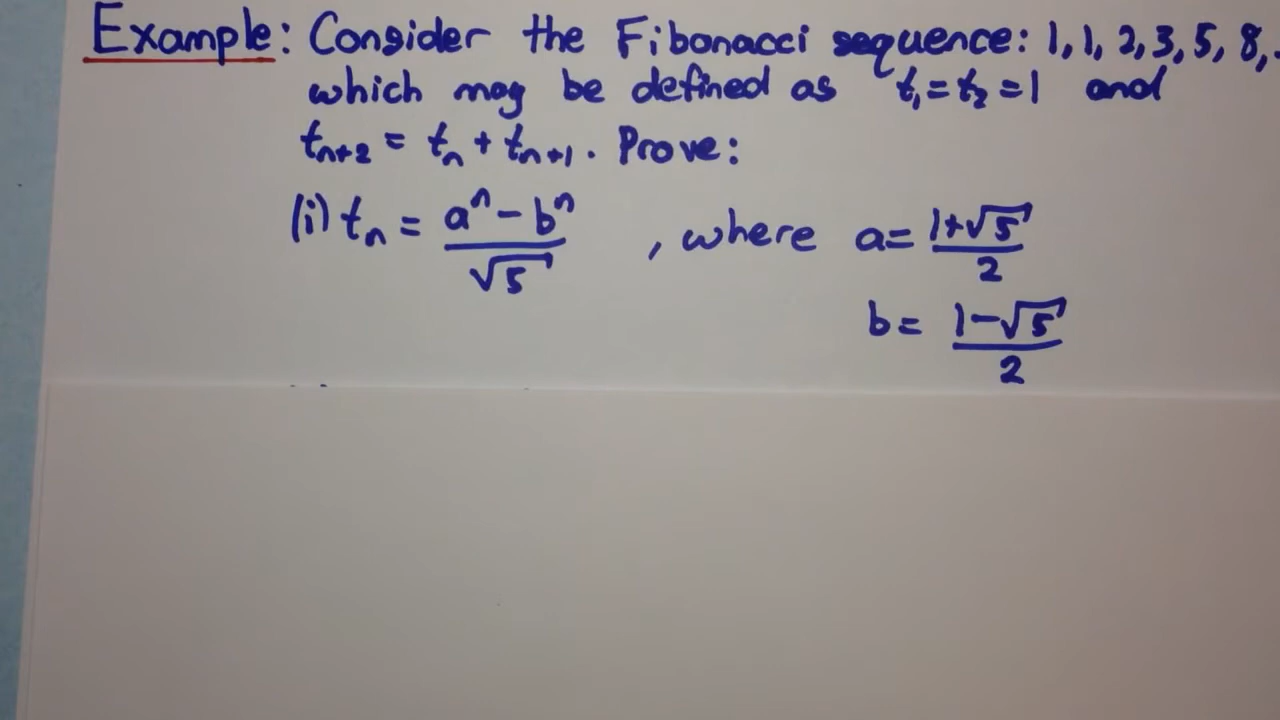 Example: Consider the Fibonacci sequence: 1, 1, 2, 3, 5, 8, .
which may be defined as t₁ = t₂ = 1 and
tₙ₊₂ = tₙ + tₙ₊₁. Prove:
(i) tₙ = (aⁿ - bⁿ)/√5 , where a = (1+√5)/2
b = (1-√5)/2